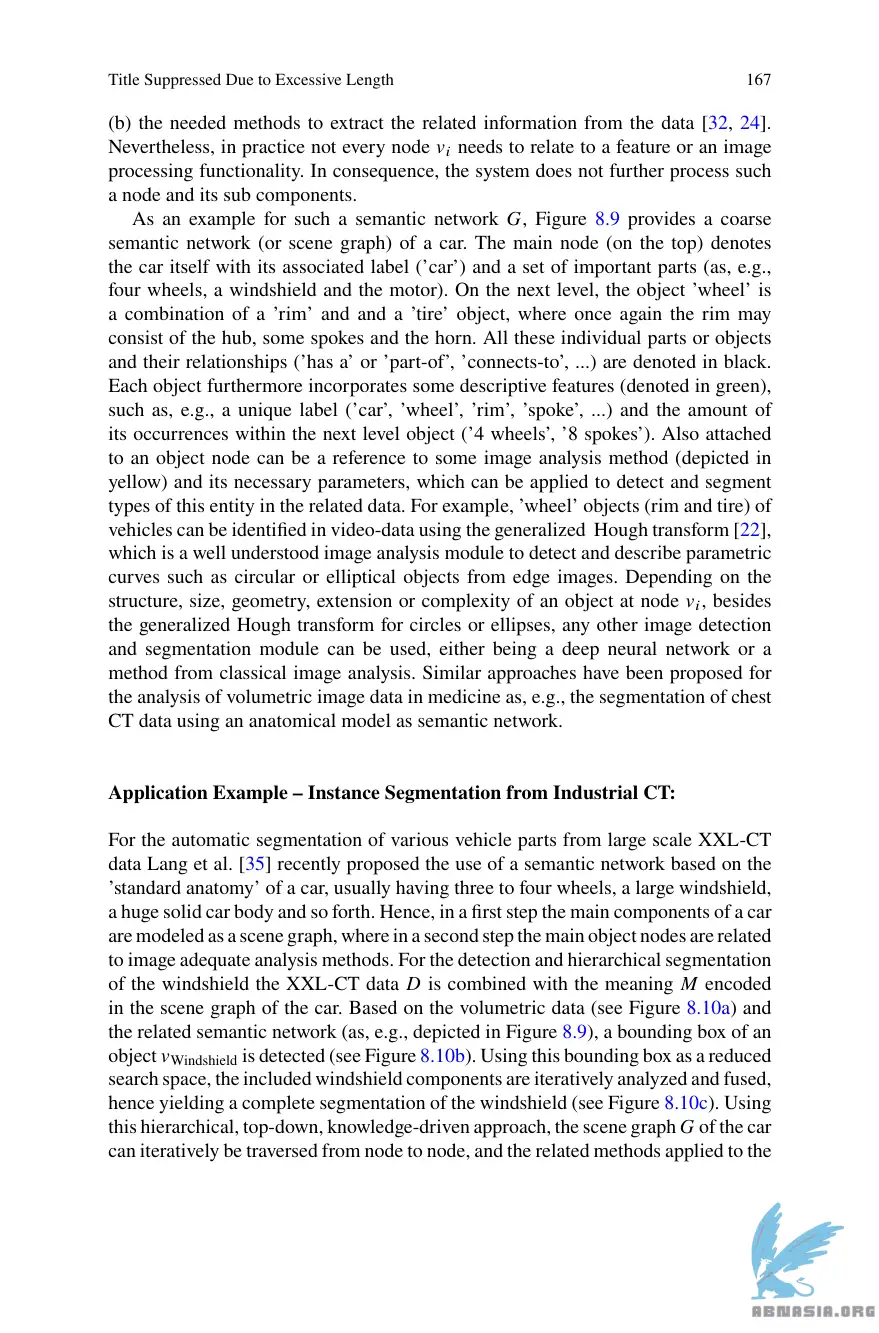 Title Suppressed Due to Excessive Length 167
(b) the needed methods to extract the related information from the data [32, 24].
Nevertheless, in practice not every node vi needs to relate to a feature or an image
processing functionality. In consequence, the system does not further process such
a node and its sub components.
As an example for such a semantic network G, Figure 8.9 provides a coarse
semantic network (or scene graph) of a car. The main node (on the top) denotes
the car itself with its associated label (’car’) and a set of important parts (as, e.g.,
four wheels, a windshield and the motor). On the next level, the object ’wheel’ is
a combination of a ’rim’ and and a ’tire’ object, where once again the rim may
consist of the hub, some spokes and the horn. All these individual parts or objects
and their relationships (’has a’ or ’part-of’, ’connects-to’, ...) are denoted in black.
Each object furthermore incorporates some descriptive features (denoted in green),
such as, e.g., a unique label (’car’, ’wheel’, ’rim’, ’spoke’, ...) and the amount of
its occurrences within the next level object (’4 wheels’, ’8 spokes’). Also attached
to an object node can be a reference to some image analysis method (depicted in
yellow) and its necessary parameters, which can be applied to detect and segment
types of this entity in the related data. For example, ’wheel’ objects (rim and tire) of
vehicles can be identified in video-data using the generalized Hough transform [22],
which is a well understood image analysis module to detect and describe parametric
curves such as circular or elliptical objects from edge images. Depending on the
structure, size, geometry, extension or complexity of an object at node vi, besides
the generalized Hough transform for circles or ellipses, any other image detection
and segmentation module can be used, either being a deep neural network or a
method from classical image analysis. Similar approaches have been proposed for
the analysis of volumetric image data in medicine as, e.g., the segmentation of chest
CT data using an anatomical model as semantic network.
Application Example – Instance Segmentation from Industrial CT:
For the automatic segmentation of various vehicle parts from large scale XXL-CT
data Lang et al. [35] recently proposed the use of a semantic network based on the
’standard anatomy’ of a car, usually having three to four wheels, a large windshield,
a huge solid car body and so forth. Hence, in a first step the main components of a car
are modeled as a scene graph, where in a second step the main object nodes are related
to image adequate analysis methods. For the detection and hierarchical segmentation
of the windshield the XXL-CT data D is combined with the meaning M encoded
in the scene graph of the car. Based on the volumetric data (see Figure 8.10a) and
the related semantic network (as, e.g., depicted in Figure 8.9), a bounding box of an
object vWindshield is detected (see Figure 8.10b). Using this bounding box as a reduced
search space, the included windshield components are iteratively analyzed and fused,
hence yielding a complete segmentation of the windshield (see Figure 8.10c). Using
this hierarchical, top-down, knowledge-driven approach, the scene graph G of the car
can iteratively be traversed from node to node, and the related methods applied to the
ABNASIA.ORG